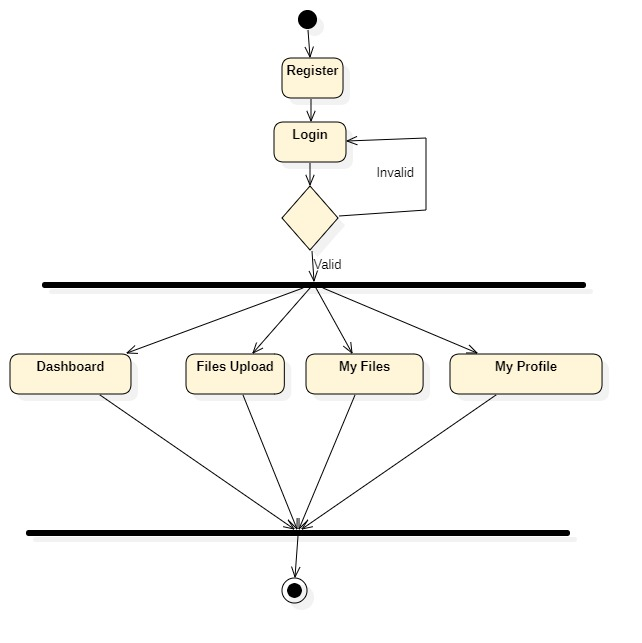 Register
Login
Invalid
Valid
Dashboard
Files Upload
My Files
My Profile